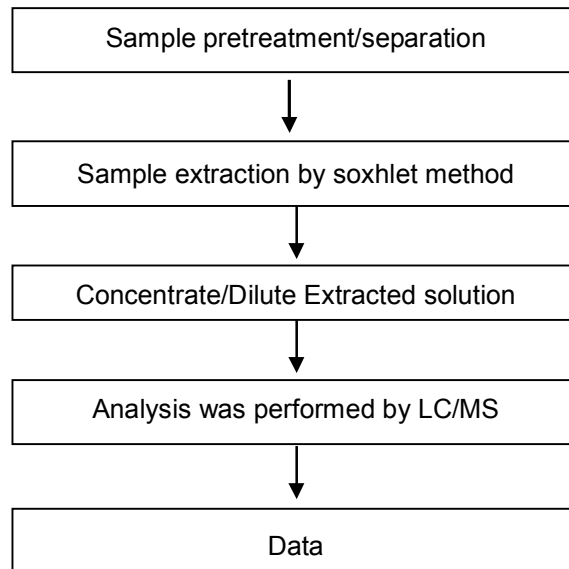 Sample pretreatment/separation
Sample extraction by soxhlet method
Concentrate/Dilute Extracted solution
Analysis was performed by LC/MS
Data